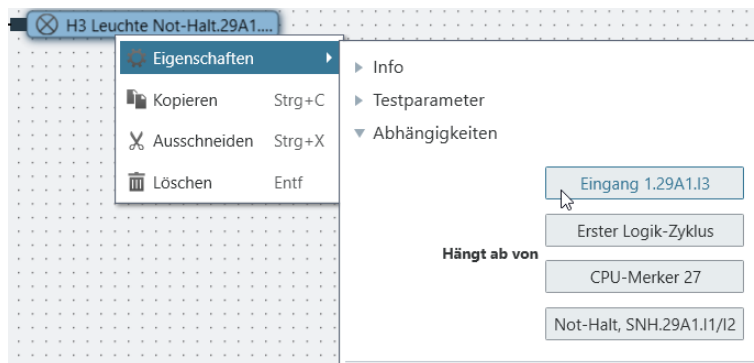 H3 Leuchte Not-Halt.29A1....
Eigenschaften
Kopieren Strg+C
Ausschneiden Strg+X
Löschen Entf
Info
Testparameter
Abhängigkeiten
Hängt ab von
Eingang 1.29A1.I3
Erster Logik-Zyklus
CPU-Merker 27
Not-Halt, SNH.29A1.I1/I2